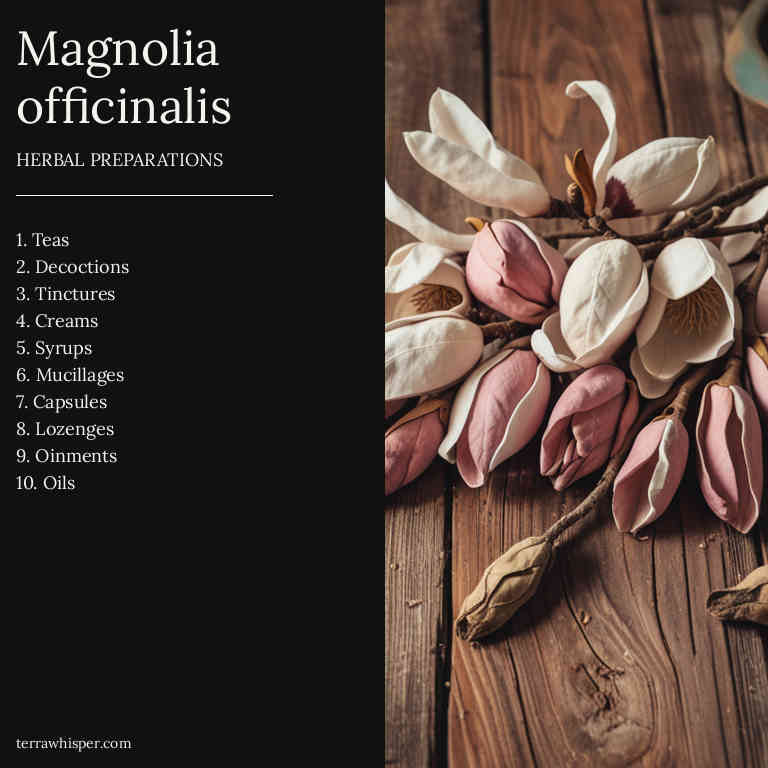 Magnolia
officinalis
HERBAL PREPARATIONS
1. Teas
2. Decoctions
3. Tinctures
4. Creams
5. Syrups
6. Mucillages
7. Capsules
8. Lozenges
9. Oinments
10. Oils
terrawhisper.com